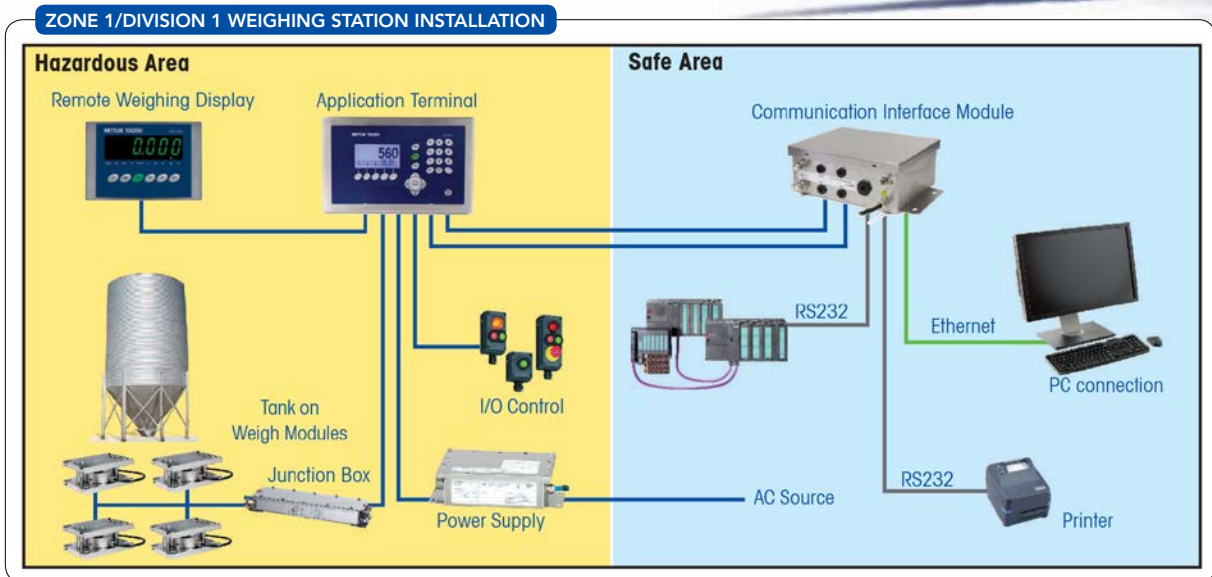 ZONE 1/DIVISION 1 WEIGHING STATION INSTALLATION
Hazardous Area
Safe Area
Remote Weighing Display
Application Terminal
Communication Interface Module
METTLER TOLEDO
0.000
METTLER TOLEDO
560
RS232
Ethernet
PC connection
I/O Control
Tank on
Weigh Modules
Junction Box
Power Supply
AC Source
RS232
Printer